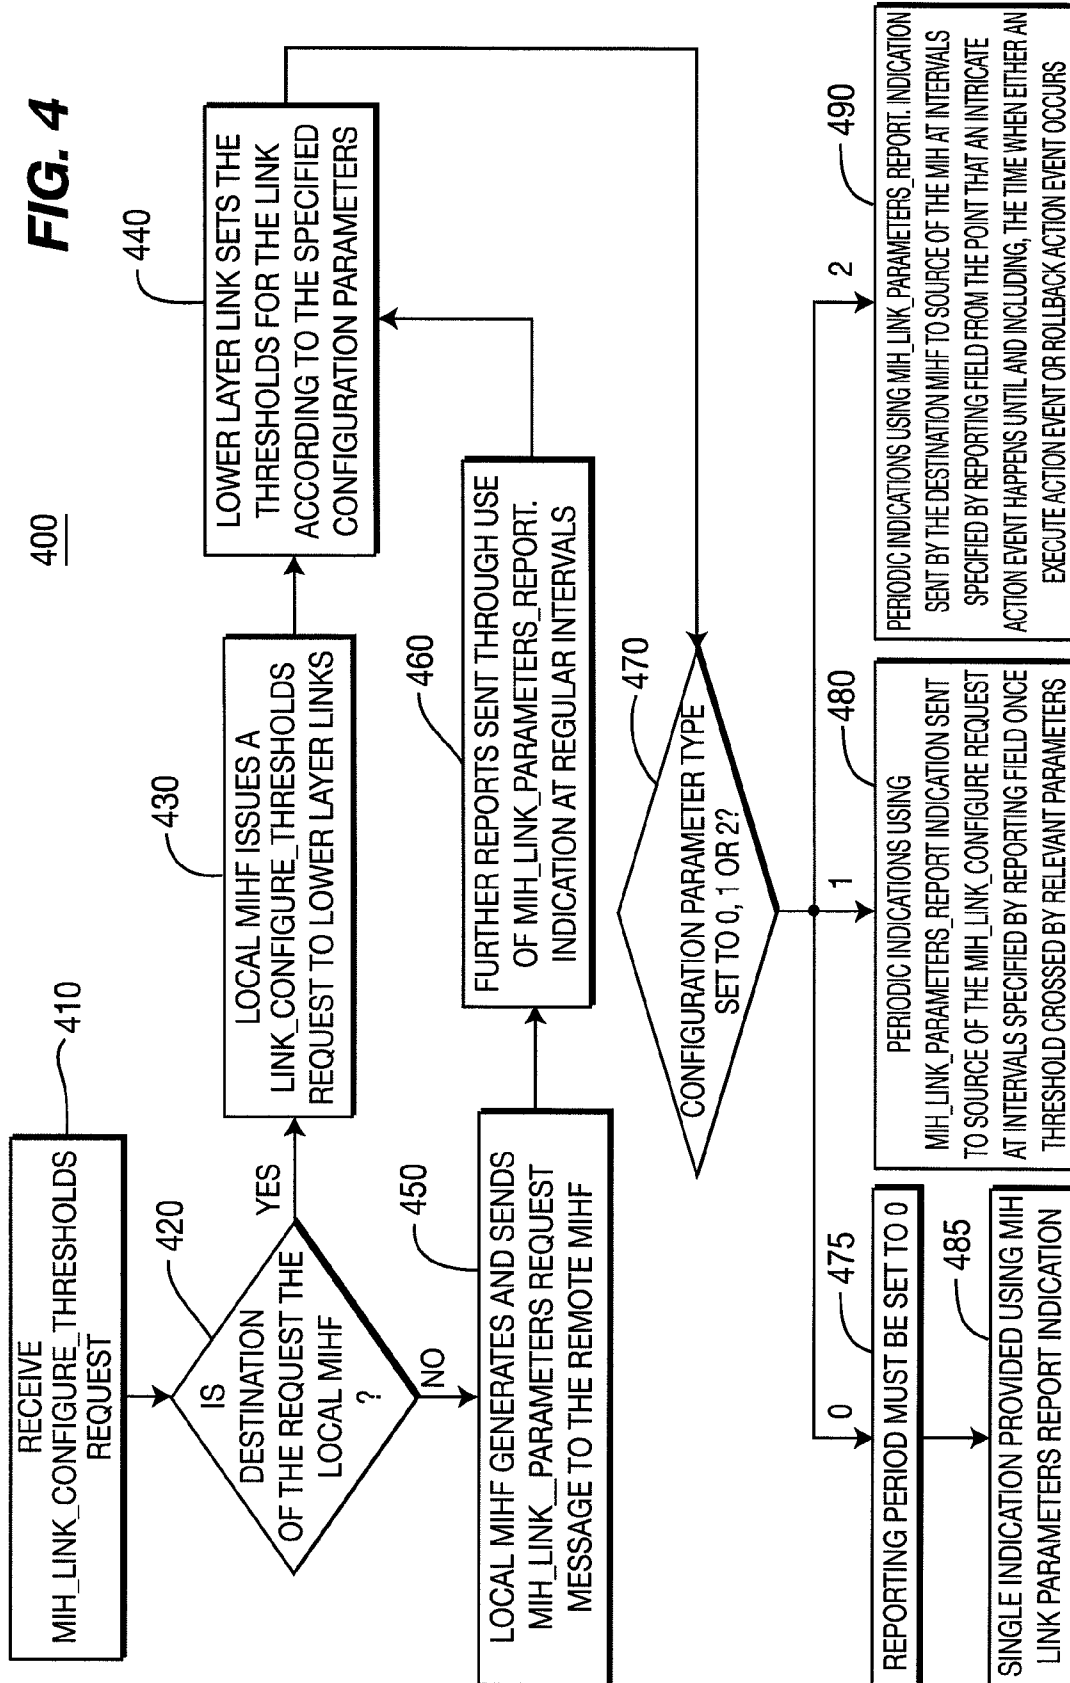 FIG. 4
400
RECEIVE
MIH_LINK_CONFIGURE_THRESHOLDS
REQUEST
410
IS
DESTINATION
OF THE REQUEST THE
LOCAL MIHF
?
420
YES
NO
LOCAL MIHF ISSUES A
LINK_CONFIGURE_THRESHOLDS
REQUEST TO LOWER LAYER LINKS
430
LOWER LAYER LINK SETS THE
THRESHOLDS FOR THE LINK
ACCORDING TO THE SPECIFIED
CONFIGURATION PARAMETERS
440
LOCAL MIHF GENERATES AND SENDS
MIH_LINK_PARAMETERS REQUEST
MESSAGE TO THE REMOTE MIHF
450
FURTHER REPORTS SENT THROUGH USE
OF MIH_LINK_PARAMETERS_REPORT.
INDICATION AT REGULAR INTERVALS
460
CONFIGURATION PARAMETER TYPE
SET TO 0, 1 OR 2?
470
0
1
2
REPORTING PERIOD MUST BE SET TO 0
475
SINGLE INDICATION PROVIDED USING MIH
LINK PARAMETERS REPORT INDICATION
485
PERIODIC INDICATIONS USING
MIH_LINK_PARAMETERS_REPORT INDICATION SENT
TO SOURCE OF THE MIH_LINK_CONFIGURE REQUEST
AT INTERVALS SPECIFIED BY REPORTING FIELD ONCE
THRESHOLD CROSSED BY RELEVANT PARAMETERS
480
PERIODIC INDICATIONS USING MIH_LINK_PARAMETERS_REPORT. INDICATION
SENT BY THE DESTINATION MIHF TO SOURCE OF THE MIH AT INTERVALS
SPECIFIED BY REPORTING FIELD FROM THE POINT THAT AN INTRICATE
ACTION EVENT HAPPENS UNTIL AND INCLUDING, THE TIME WHEN EITHER AN
EXECUTE ACTION EVENT OR ROLLBACK ACTION EVENT OCCURS
490